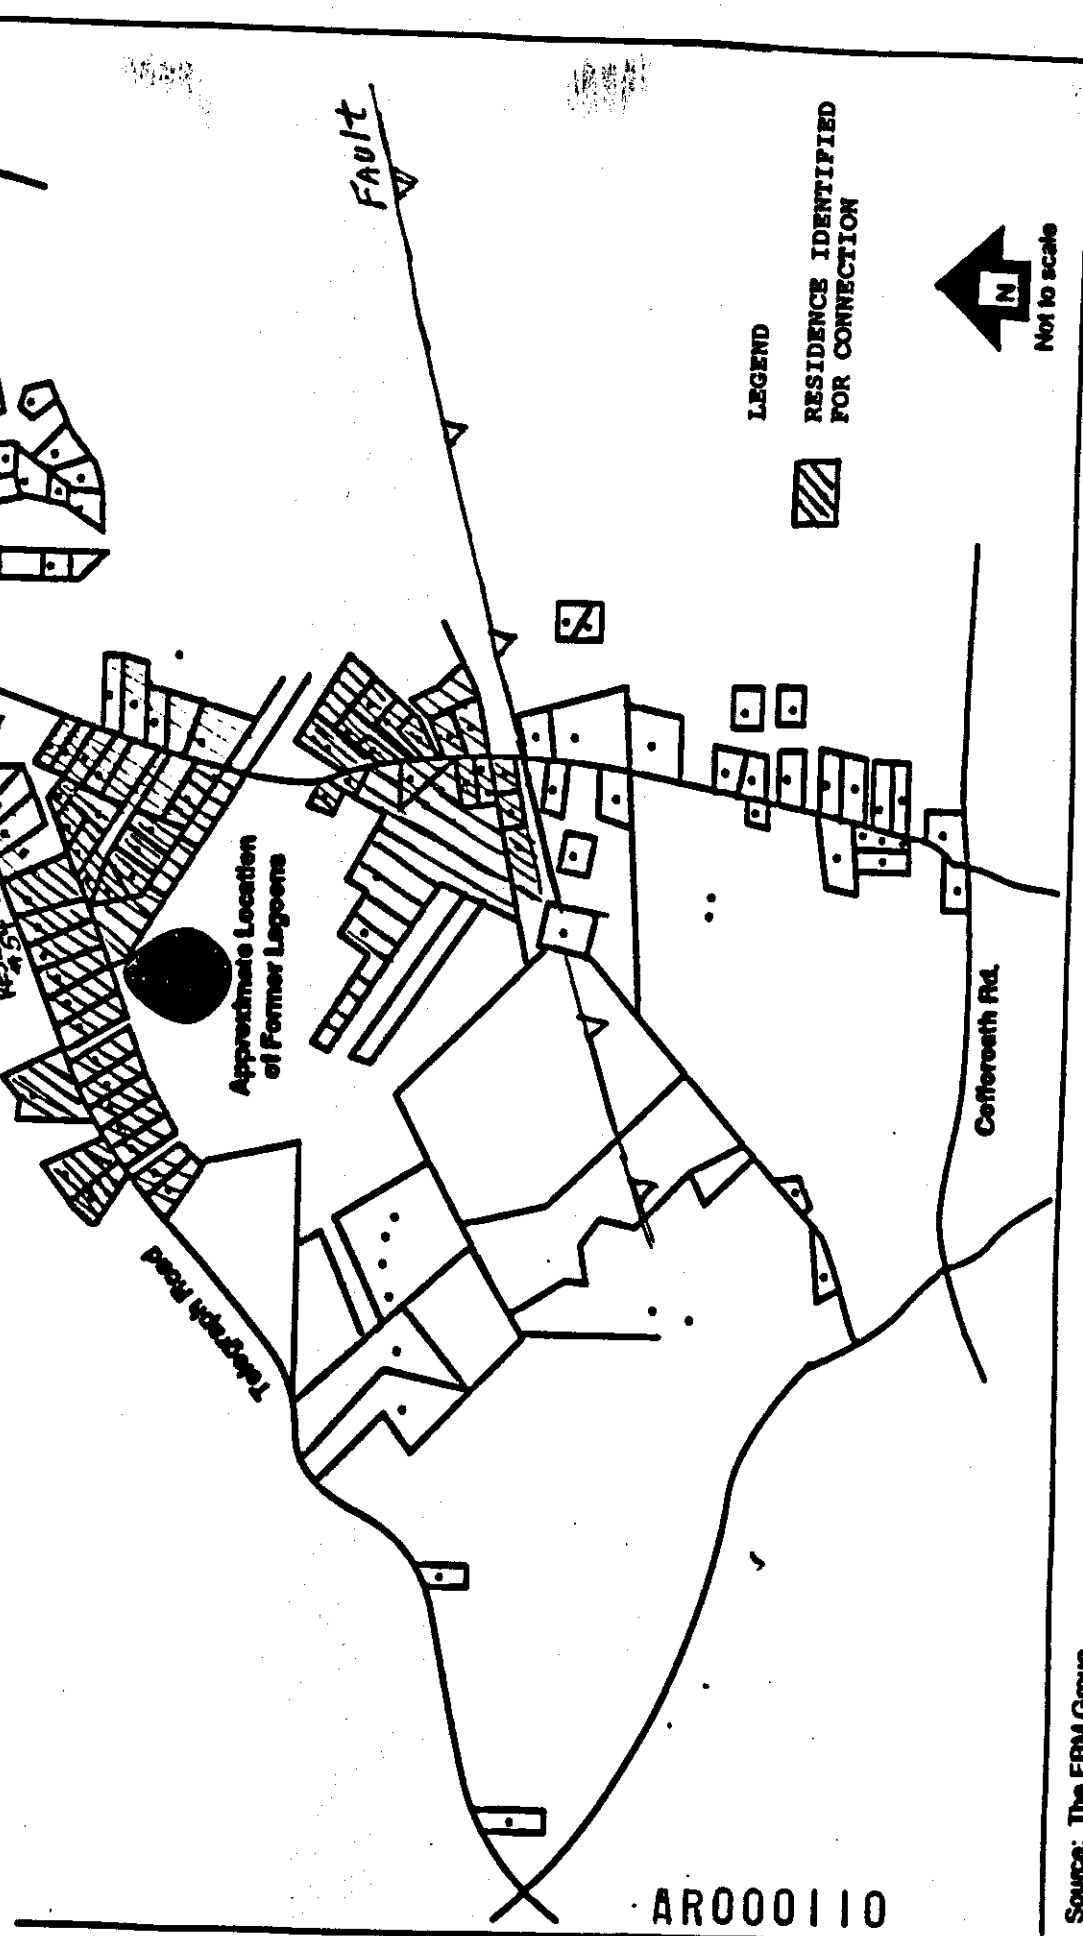 FAULT
LEGEND
RESIDENCE IDENTIFIED
FOR CONNECTION
N
Not to scale
Approximate Location
of Former Lagoons
Telegraph Road
Cafferoath Rd.
AR000110
Source: The ERM Group